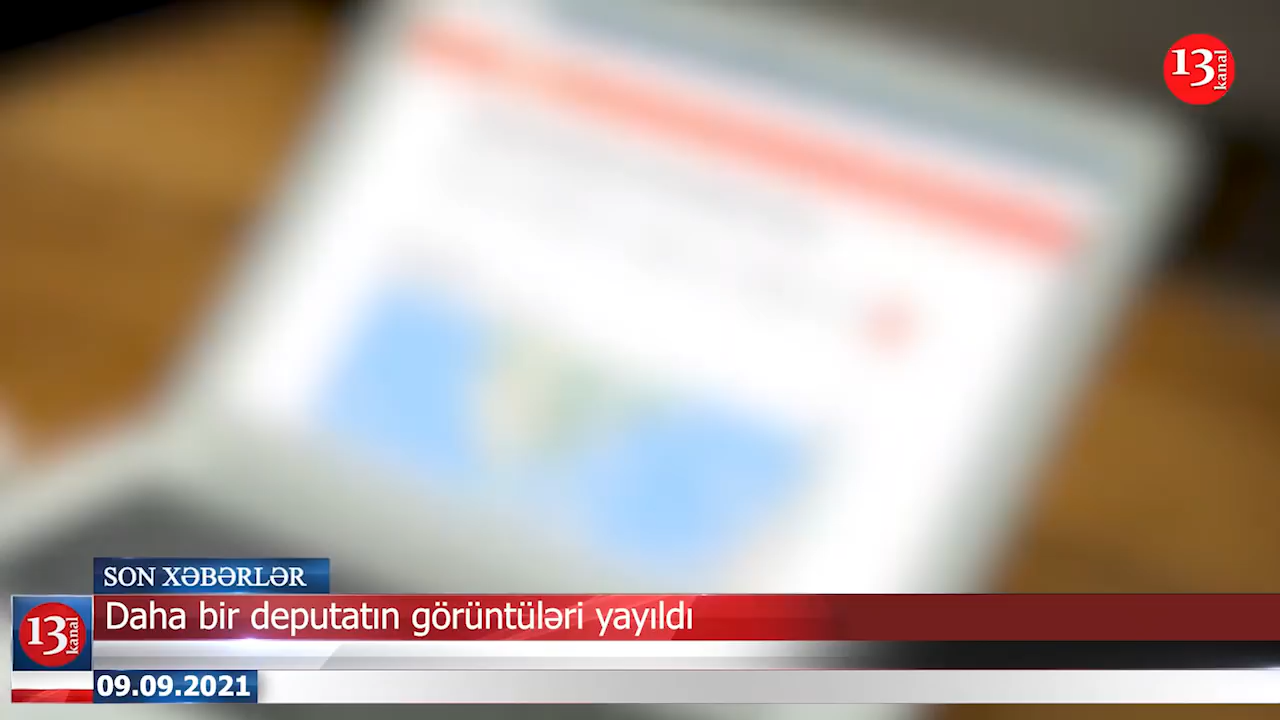 13 kanal
SON XƏBƏRLƏR
Daha bir deputatın görüntüləri yayıldı
13 kanal
09.09.2021